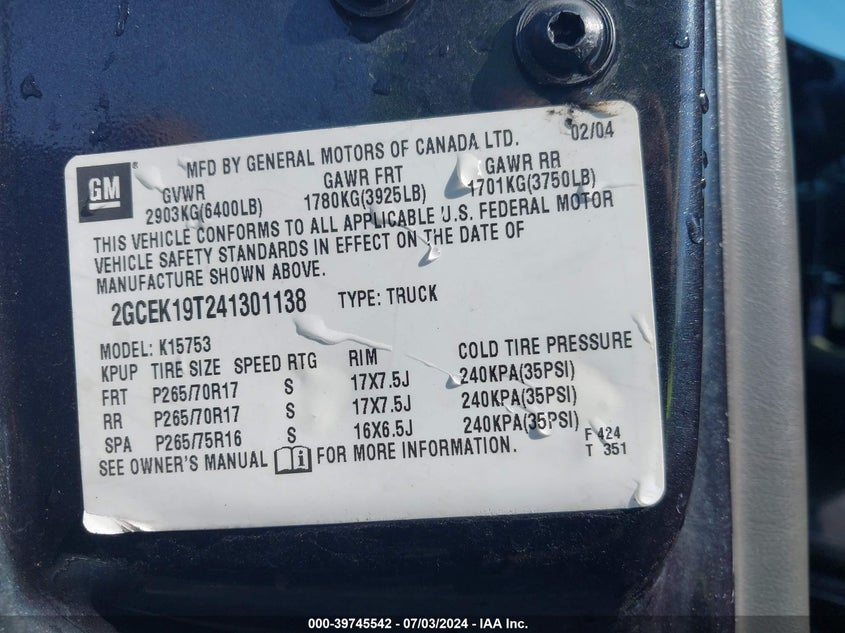 02/04
MFD BY GENERAL MOTORS OF CANADA LTD.
GM
GVWR GAWR FRT GAWR RR
2903KG(6400LB) 1780KG(3925LB) 1701KG(3750LB)
THIS VEHICLE CONFORMS TO ALL APPLICABLE U.S. FEDERAL MOTOR
VEHICLE SAFETY STANDARDS IN EFFECT ON THE DATE OF
MANUFACTURE SHOWN ABOVE.
2GCEK19T241301138 TYPE: TRUCK
MODEL: K15753
KPUP TIRE SIZE SPEED RTG RIM COLD TIRE PRESSURE
FRT P265/70R17 S 17X7.5J 240KPA(35PSI)
RR P265/70R17 S 17X7.5J 240KPA(35PSI)
SPA P265/75R16 S 16X6.5J 240KPA(35PSI)
SEE OWNER'S MANUAL i FOR MORE INFORMATION.
F 424
T 351
000-39745542 / 07/03/2024 - © IAA Inc.